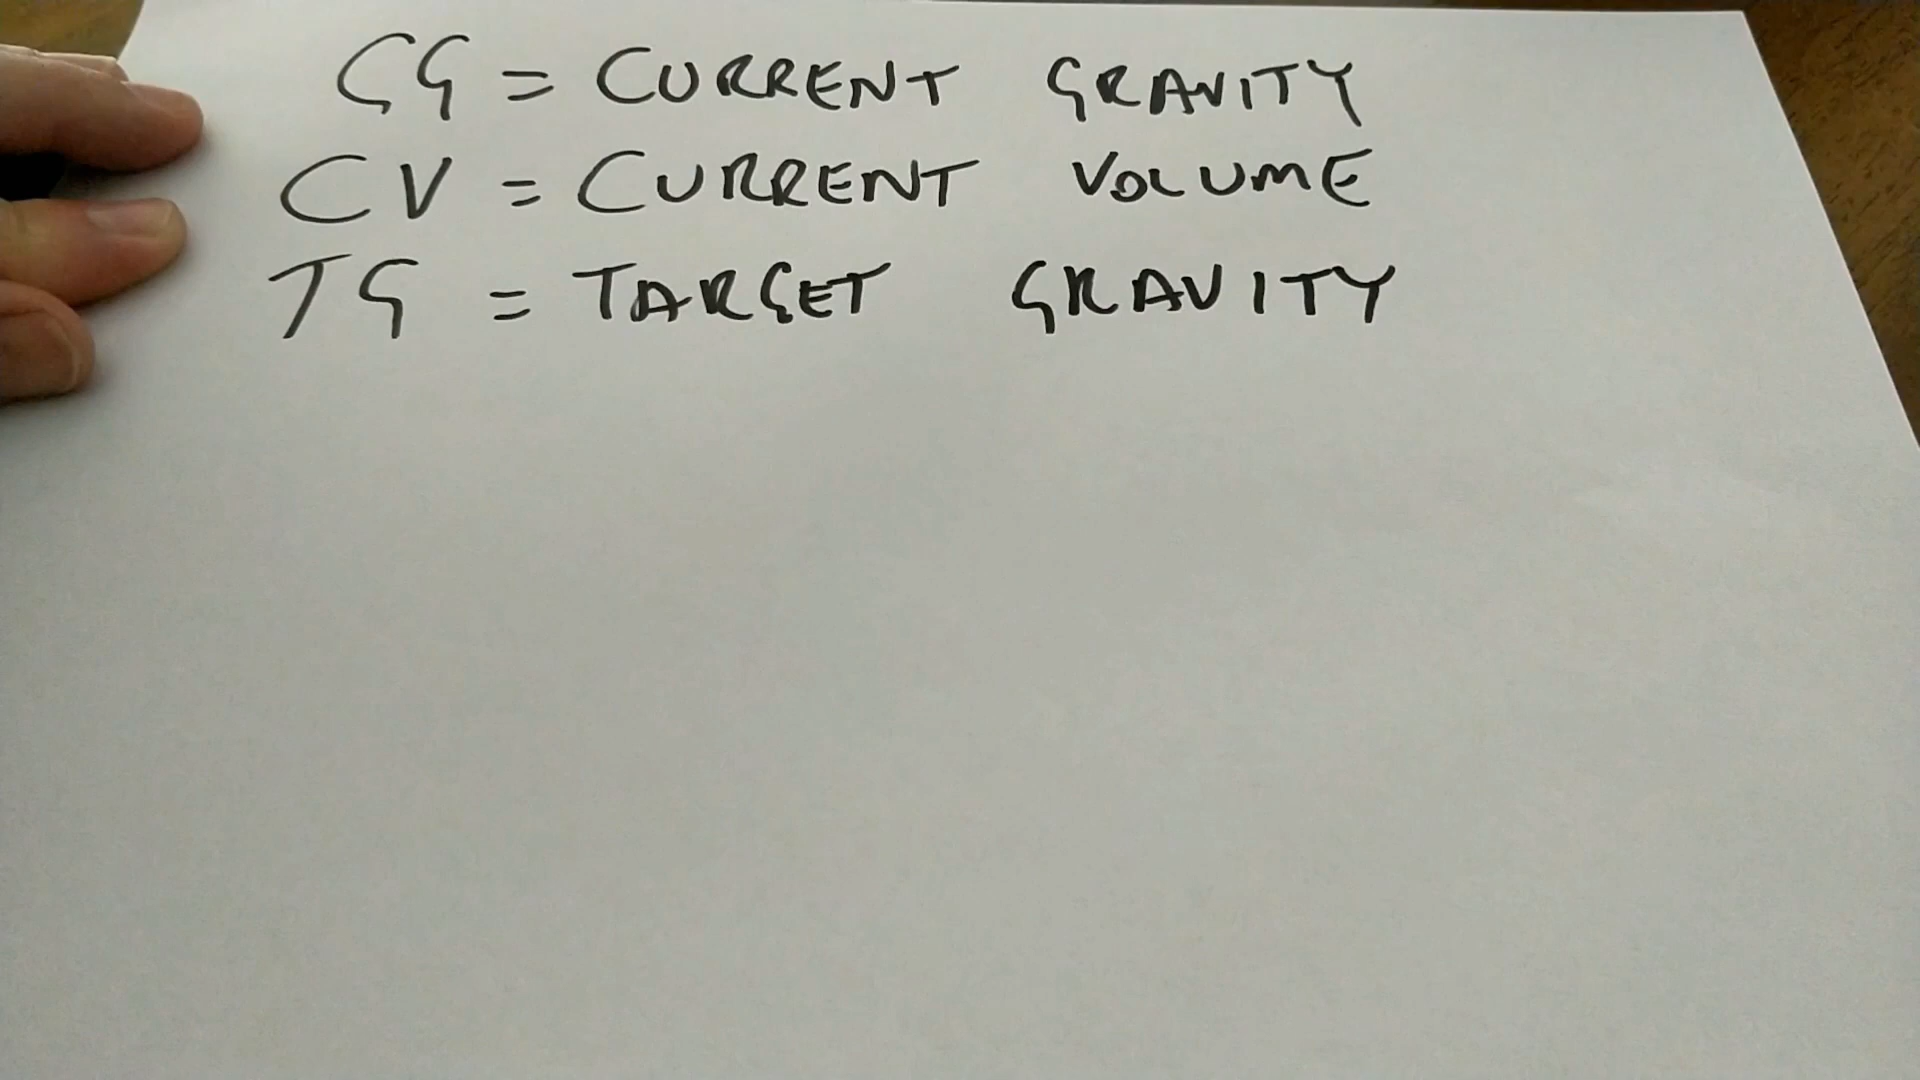 CG = CURRENT GRAVITY
CV = CURRENT VOLUME
TG = TARGET GRAVITY